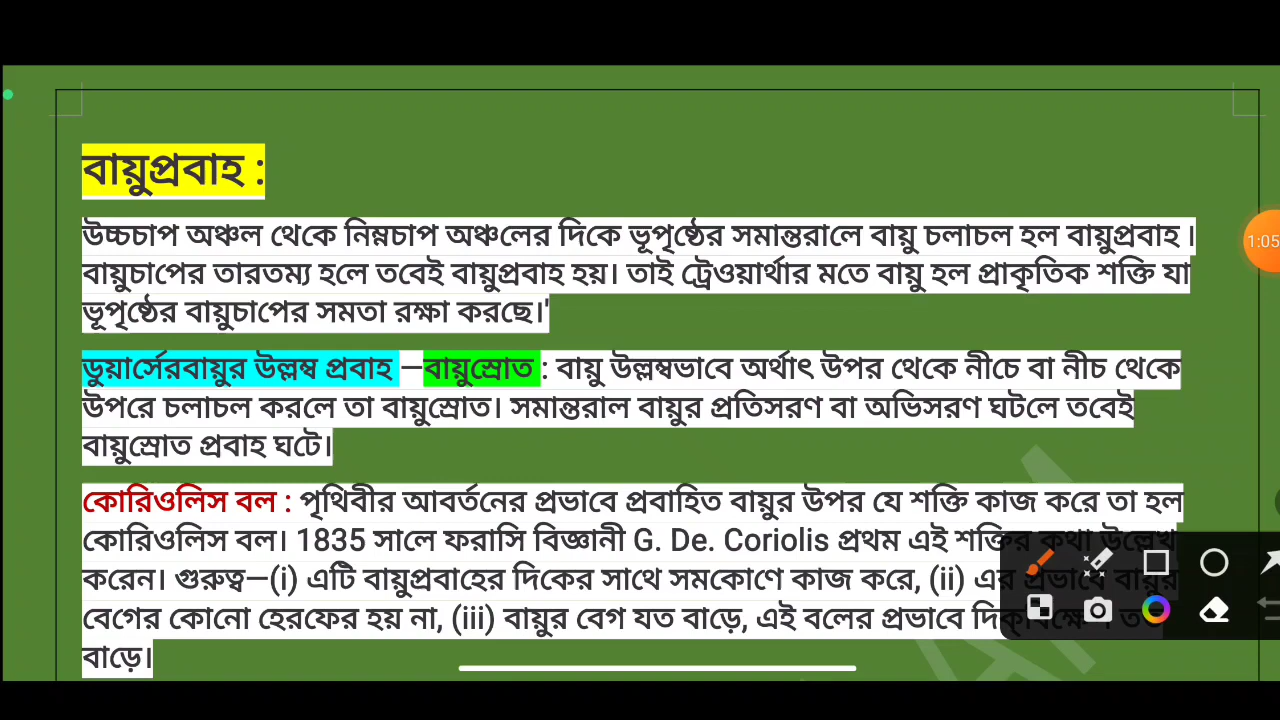 বায়ুপ্রবাহ :
উচ্চচাপ অঞ্চল থেকে নিম্নচাপ অঞ্চলের দিকে ভূপৃষ্ঠের সমান্তরালে বায়ু চলাচল হল বায়ুপ্রবাহ ।
বায়ুচাপের তারতম্য হলে তবেই বায়ুপ্রবাহ হয়। তাই ট্রেওয়ার্থার মতে বায়ু হল প্রাকৃতিক শক্তি যা
ভূপৃষ্ঠের বায়ুচাপের সমতা রক্ষা করছে।'
ডুয়ার্সেরবায়ুর উল্লম্ব প্রবাহ —বায়ুস্রোত : বায়ু উল্লম্বভাবে অর্থাৎ উপর থেকে নীচে বা নীচ থেকে
উপরে চলাচল করলে তা বায়ুস্রোত। সমান্তরাল বায়ুর প্রতিসরণ বা অভিসরণ ঘটলে তবেই
বায়ুস্রোত প্রবাহ ঘটে।
কোরিওলিস বল : পৃথিবীর আবর্তনের প্রভাবে প্রবাহিত বায়ুর উপর যে শক্তি কাজ করে তা হল
কোরিওলিস বল। 1835 সালে ফরাসি বিজ্ঞানী G. De. Coriolis প্রথম এই শক্তির কথা উল্লেখ
করেন। গুরুত্ব—(i) এটি বায়ুপ্রবাহের দিকের সাথে সমকোণে কাজ করে, (ii) এর প্রভাবে বায়ুর
বেগের কোনো হেরফের হয় না, (iii) বায়ুর বেগ যত বাড়ে, এই বলের প্রভাবে
বাড়ে।
1:05